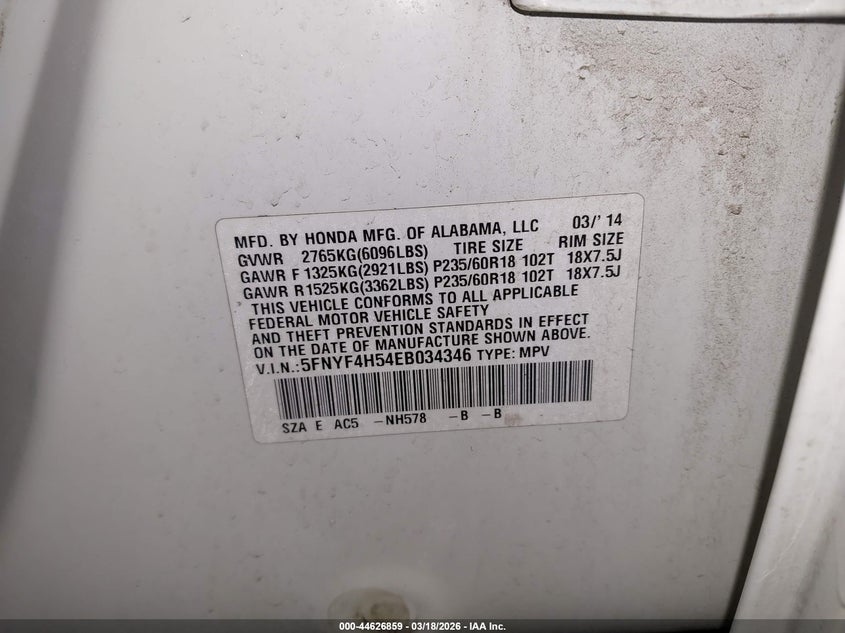 MFD. BY HONDA MFG. OF ALABAMA, LLC 03/'14
GVWR 2765KG(6096LBS) TIRE SIZE RIM SIZE
GAWR F 1325KG(2921LBS) P235/60R18 102T 18X7.5J
GAWR R 1525KG(3362LBS) P235/60R18 102T 18X7.5J
THIS VEHICLE CONFORMS TO ALL APPLICABLE
FEDERAL MOTOR VEHICLE SAFETY
AND THEFT PREVENTION STANDARDS IN EFFECT
ON THE DATE OF MANUFACTURE SHOWN ABOVE.
V.I.N.:5FNYF4H54EB034346 TYPE: MPV
SZA E AC5 -NH578 -B -B
000-44626859 - 03/18/2026 - IAA Inc.